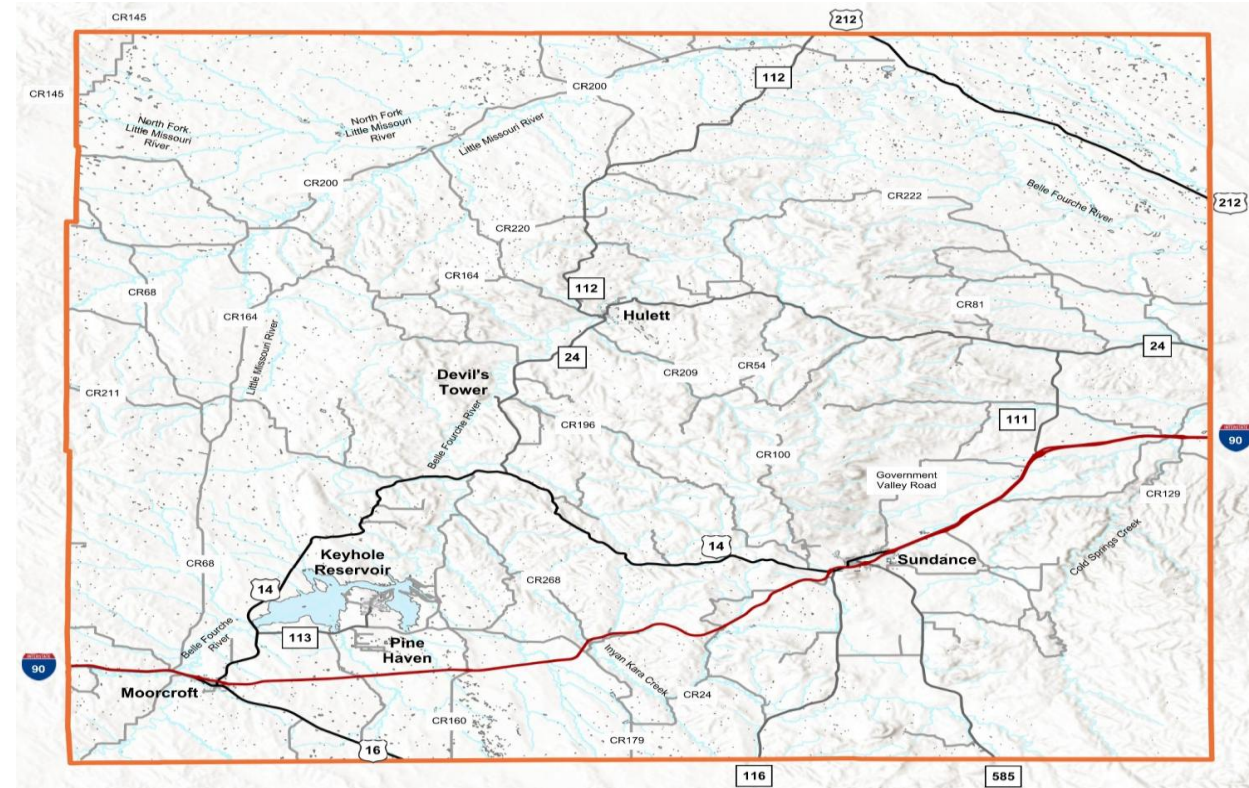 CR145
212
112
CR145
CR200
North Fork
Little Missouri
River
North Fork
Little Missouri
River
Little Missouri River
CR200
CR222
Belle Fourche River
212
CR220
CR164
CR68
112
CR164
Hulett
CR81
Little Missouri River
24
24
Devil's
Tower
CR209
CR54
CR211
Belle Fourche River
CR196
111
90
CR100
Government
Valley Road
CR129
Cold Springs Creek
14
Keyhole
Reservoir
Sundance
CR68
14
CR268
Belle Fourche
River
113
Pine
Haven
Inyan Kara Creek
90
Moorcroft
CR24
CR160
CR179
16
116
585